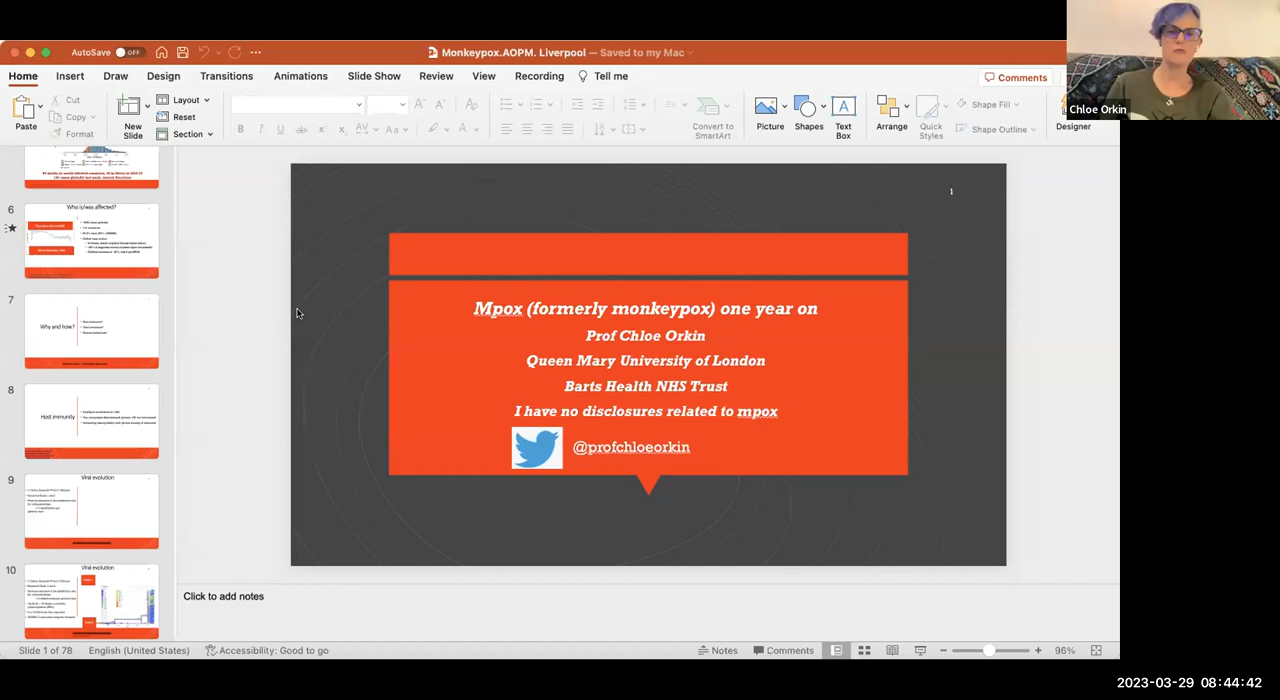 AutoSave OFF
Monkeypox.AOPM. Liverpool — Saved to my Mac
Home Insert Draw Design Transitions Animations Slide Show Review View Recording Tell me
Comments
Paste
Cut
Copy
Format
New Slide
Layout
Reset
Section
Convert to SmartArt
Picture
Shapes
Text Box
Arrange
Quick Styles
Shape Fill
Shape Outline
Designer
Chloe Orkin
6
Who is/was affected?
7
Why and how?
8
Host immunity
9
Viral evolution
10
Viral evolution
1
Mpox (formerly monkeypox) one year on
Prof Chloe Orkin
Queen Mary University of London
Barts Health NHS Trust
I have no disclosures related to mpox
@profchloeorkin
Click to add notes
Slide 1 of 78 English (United States) Accessibility: Good to go Notes Comments 96%
2023-03-29 08:44:42